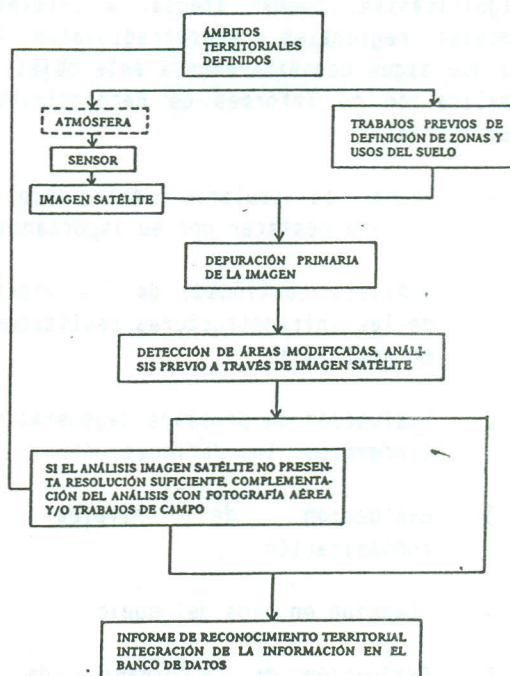 ÁMBITOS
TERRITORIALES
DEFINIDOS
ATMÓSFERA
SENSOR
IMAGEN SATÉLITE
TRABAJOS PREVIOS DE
DEFINICIÓN DE ZONAS Y
USOS DEL SUELO
DEPURACIÓN PRIMARIA
DE LA IMAGEN
DETECCIÓN DE ÁREAS MODIFICADAS, ANÁLI-
SIS PREVIO A TRAVÉS DE IMAGEN SATÉLITE
SI EL ANÁLISIS IMAGEN SATÉLITE NO PRESEN-
TA RESOLUCIÓN SUFICIENTE, COMPLEMENTA-
CIÓN DEL ANÁLISIS CON FOTOGRAFÍA AÉREA
Y/O TRABAJOS DE CAMPO
INFORME DE RECONOCIMIENTO TERRITORIAL
INTEGRACIÓN DE LA INFORMACIÓN EN EL
BANCO DE DATOS